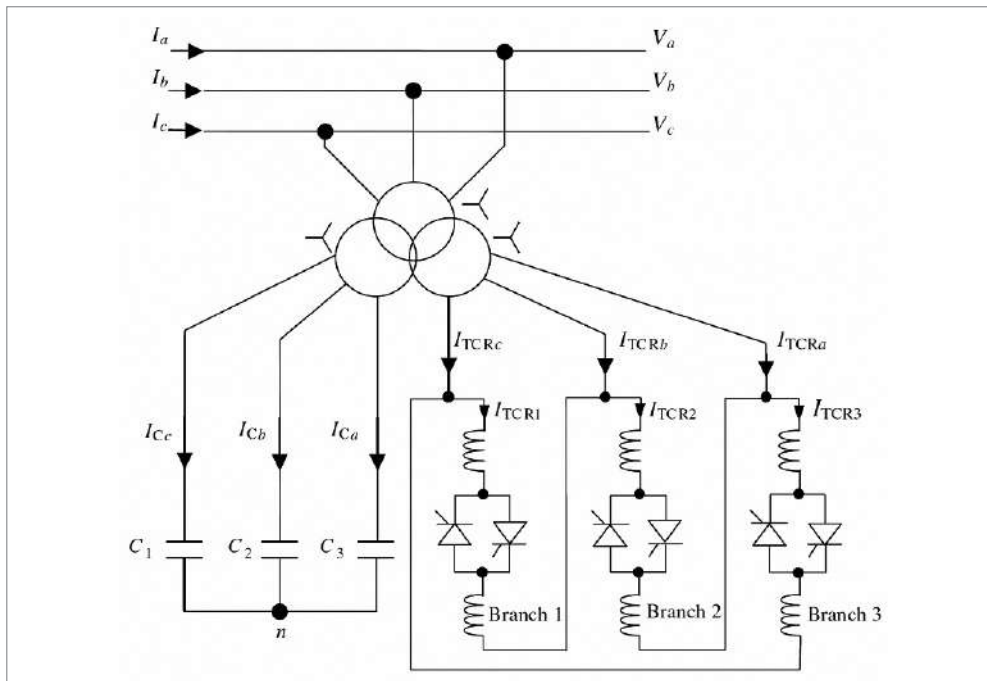 Ia
Va
Ib
Vb
Ic
Vc
ITCRc
ITCRb
ITCRa
ITCR1
ITCR2
ITCR3
ICc
ICb
ICa
C1
C2
C3
Branch 1
Branch 2
Branch 3
n